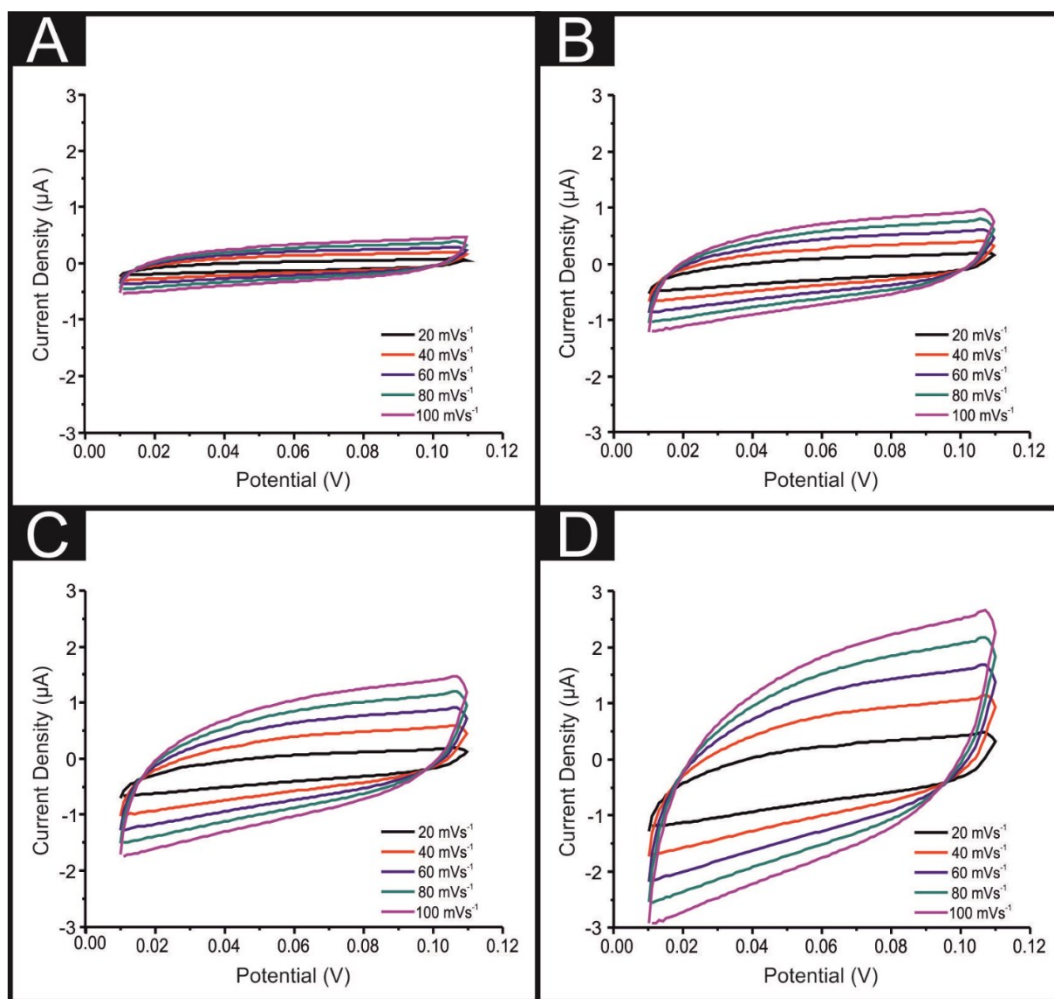 A
3
2
1
0
-1
-2
-3
Current Density (µA )
20 mVs⁻¹
40 mVs⁻¹
60 mVs⁻¹
80 mVs⁻¹
100 mVs⁻¹
0.00 0.02 0.04 0.06 0.08 0.10 0.12
Potential (V)
B
3
2
1
0
-1
-2
-3
Current Density (µA)
20 mVs⁻¹
40 mVs⁻¹
60 mVs⁻¹
80 mVs⁻¹
100 mVs⁻¹
0.00 0.02 0.04 0.06 0.08 0.10 0.12
Potential (V)
C
3
2
1
0
-1
-2
-3
Current Density (µA)
20 mVs⁻¹
40 mVs⁻¹
60 mVs⁻¹
80 mVs⁻¹
100 mVs⁻¹
0.00 0.02 0.04 0.06 0.08 0.10 0.12
Potential (V)
D
3
2
1
0
-1
-2
-3
Current Density (µA)
20 mVs⁻¹
40 mVs⁻¹
60 mVs⁻¹
80 mVs⁻¹
100 mVs⁻¹
0.00 0.02 0.04 0.06 0.08 0.10 0.12
Potential (V)